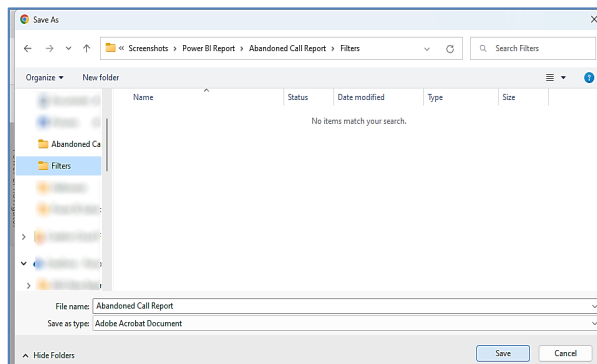 Save As
« Screenshots > Power BI Report > Abandoned Call Report > Filters
Search Filters
Organize
New folder
Name
Status
Date modified
Type
Size
No items match your search.
Abandoned Ca
Filters
File name: Abandoned Call Report
Save as type: Adobe Acrobat Document
Hide Folders
Save
Cancel